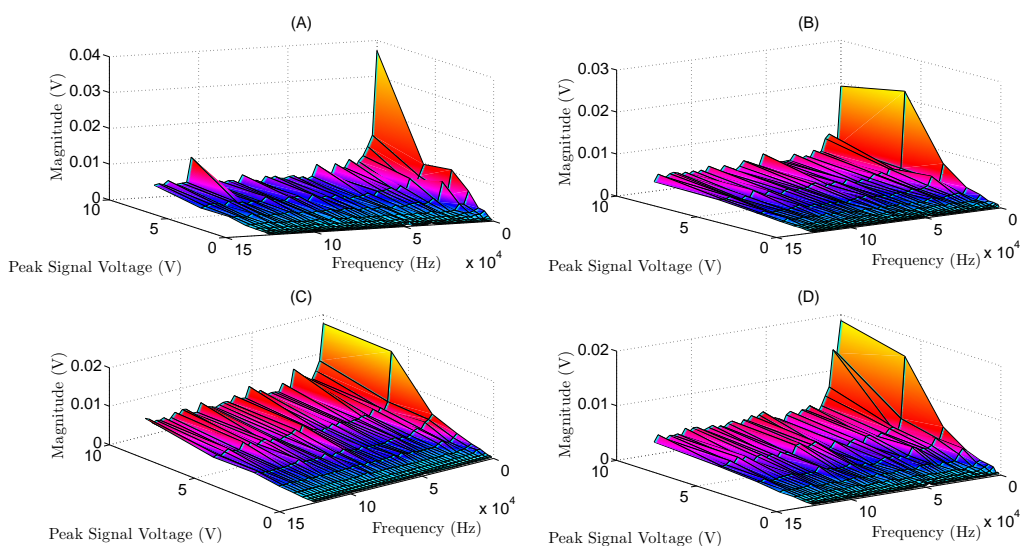 (A)
0.04
0.03
0.02
0.01
0
Magnitude (V)
10
5
0
Peak Signal Voltage (V)
15
10
5
0
x 10^4
Frequency (Hz)
(B)
0.03
0.02
0.01
0
Magnitude (V)
10
5
0
Peak Signal Voltage (V)
15
10
5
0
x 10^4
Frequency (Hz)
(C)
0.02
0.01
0
Magnitude (V)
10
5
0
Peak Signal Voltage (V)
15
10
5
0
x 10^4
Frequency (Hz)
(D)
0.02
0.01
0
Magnitude (V)
10
5
0
Peak Signal Voltage (V)
15
10
5
0
x 10^4
Frequency (Hz)